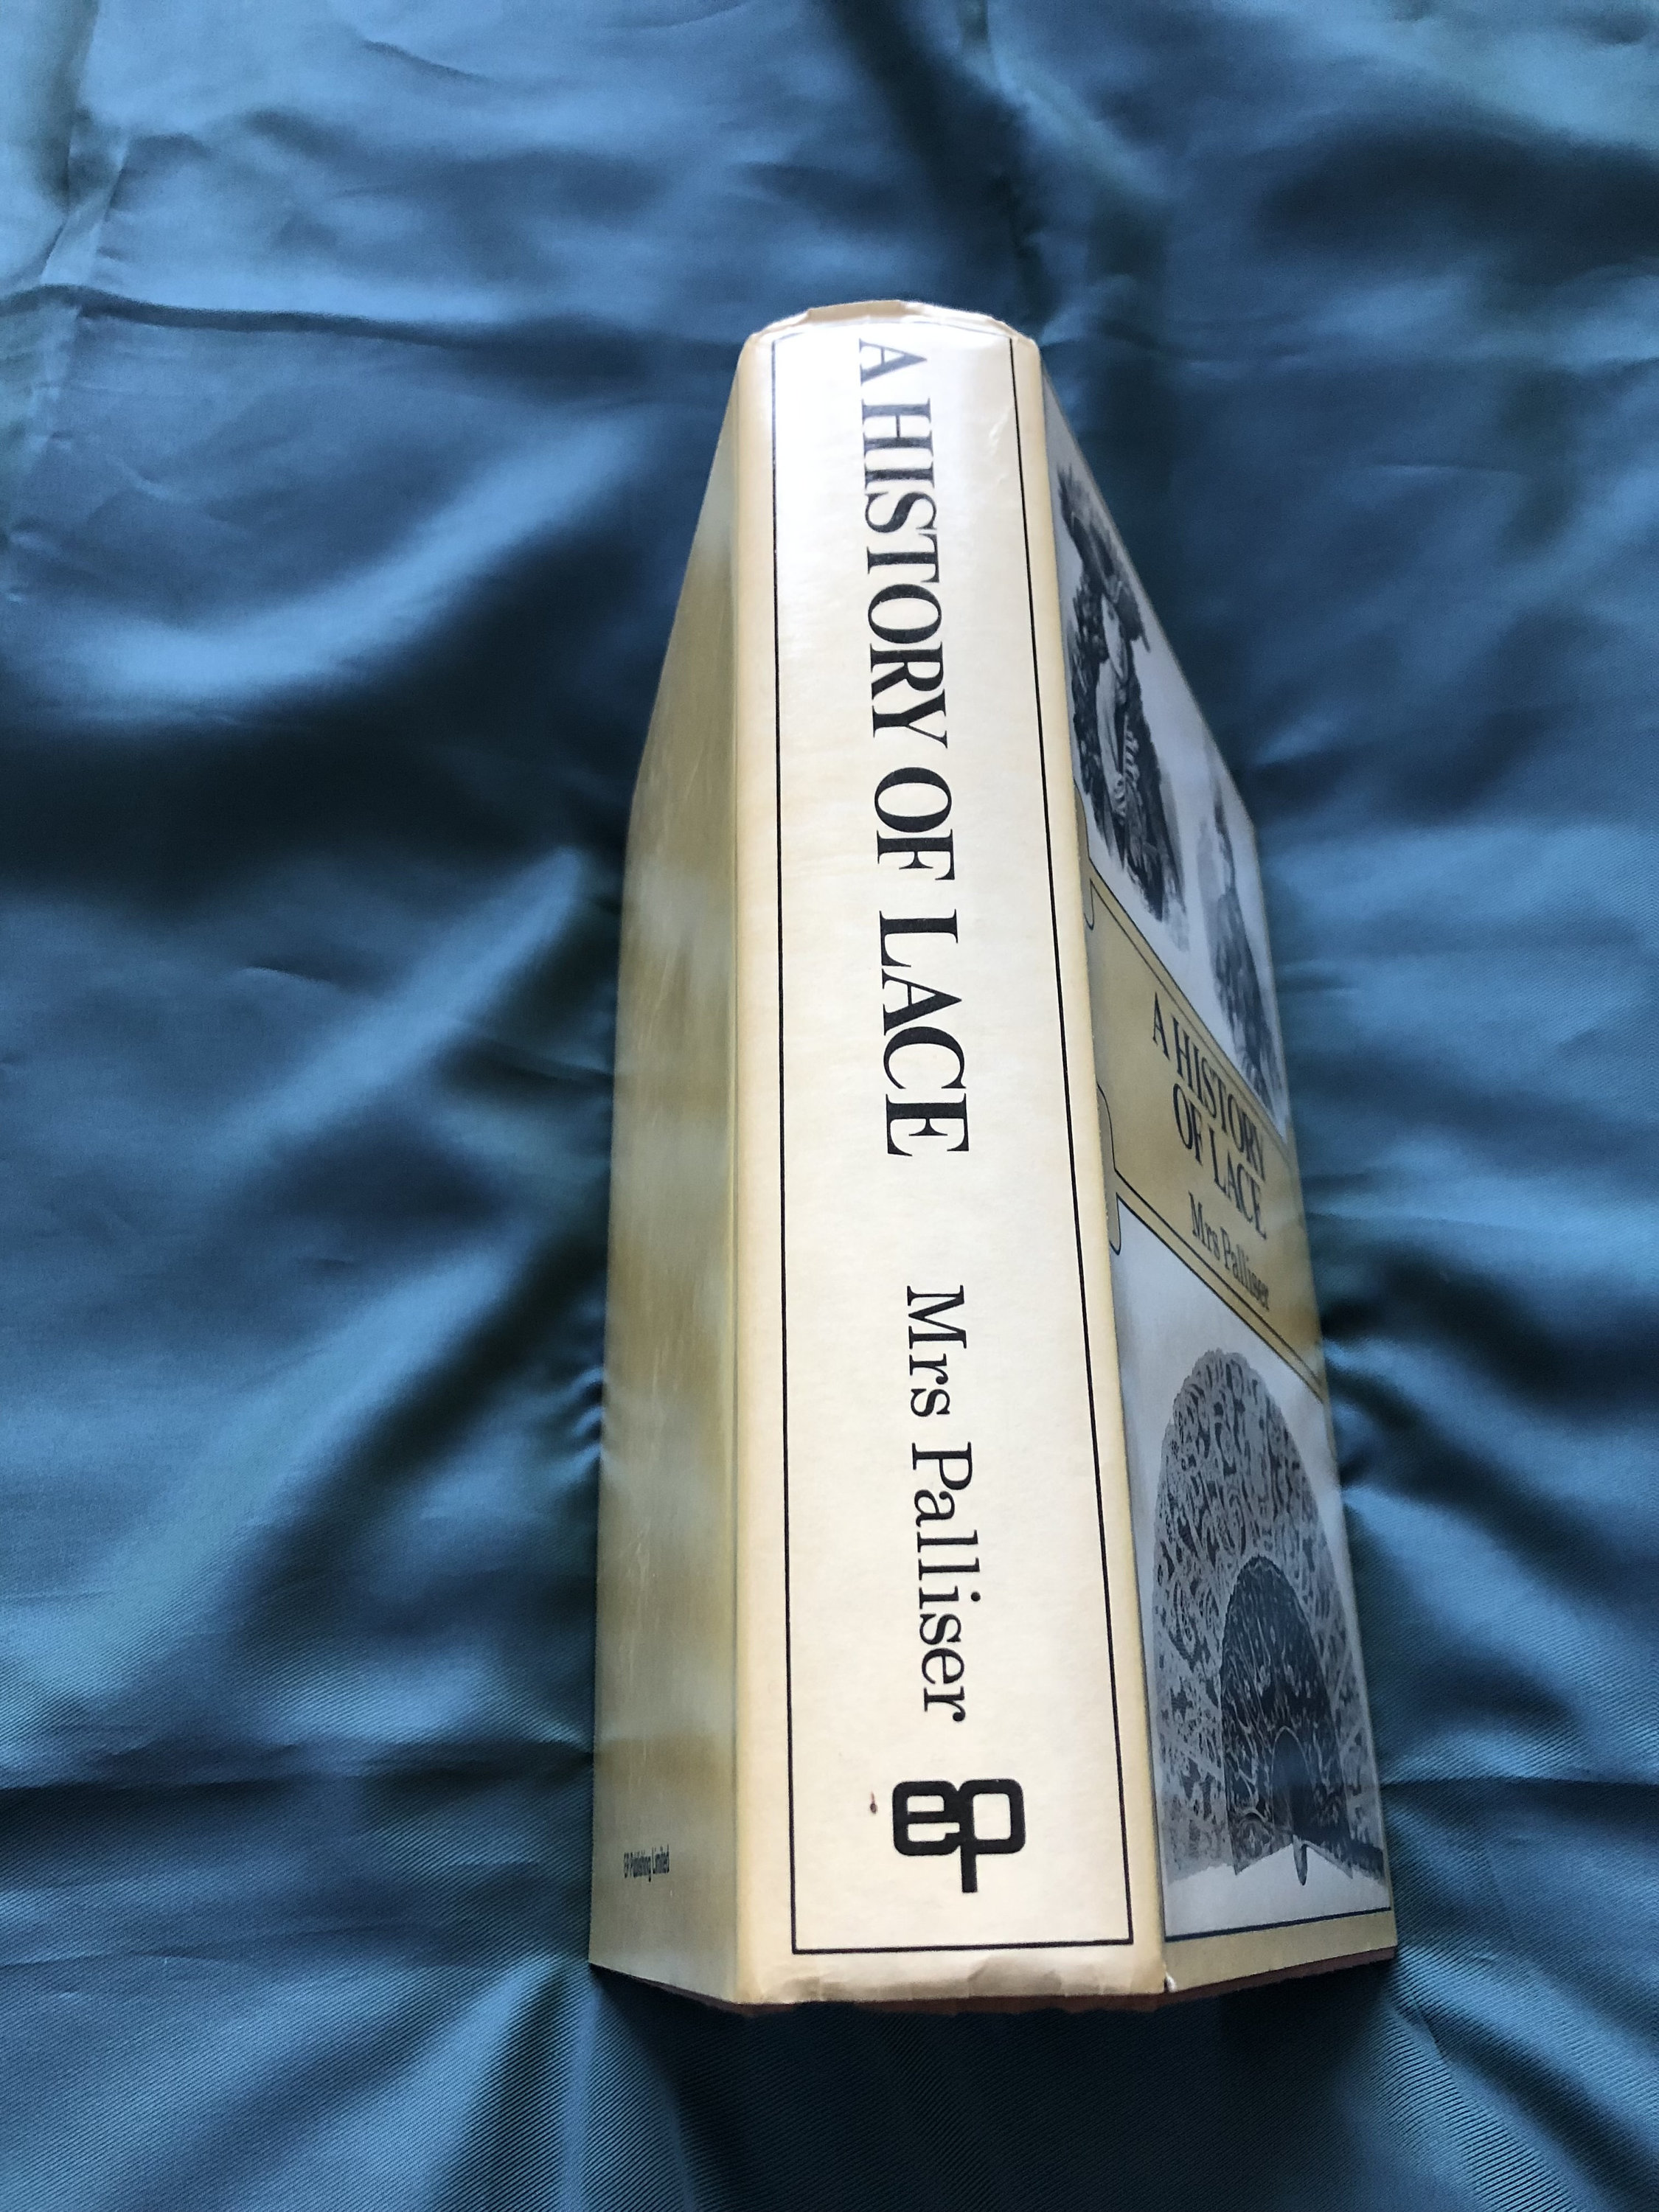 A HISTORY OF LACE Mrs Palliser
ep
A HISTORY
OF LACE
Mrs Palliser
EP Publishing Limited